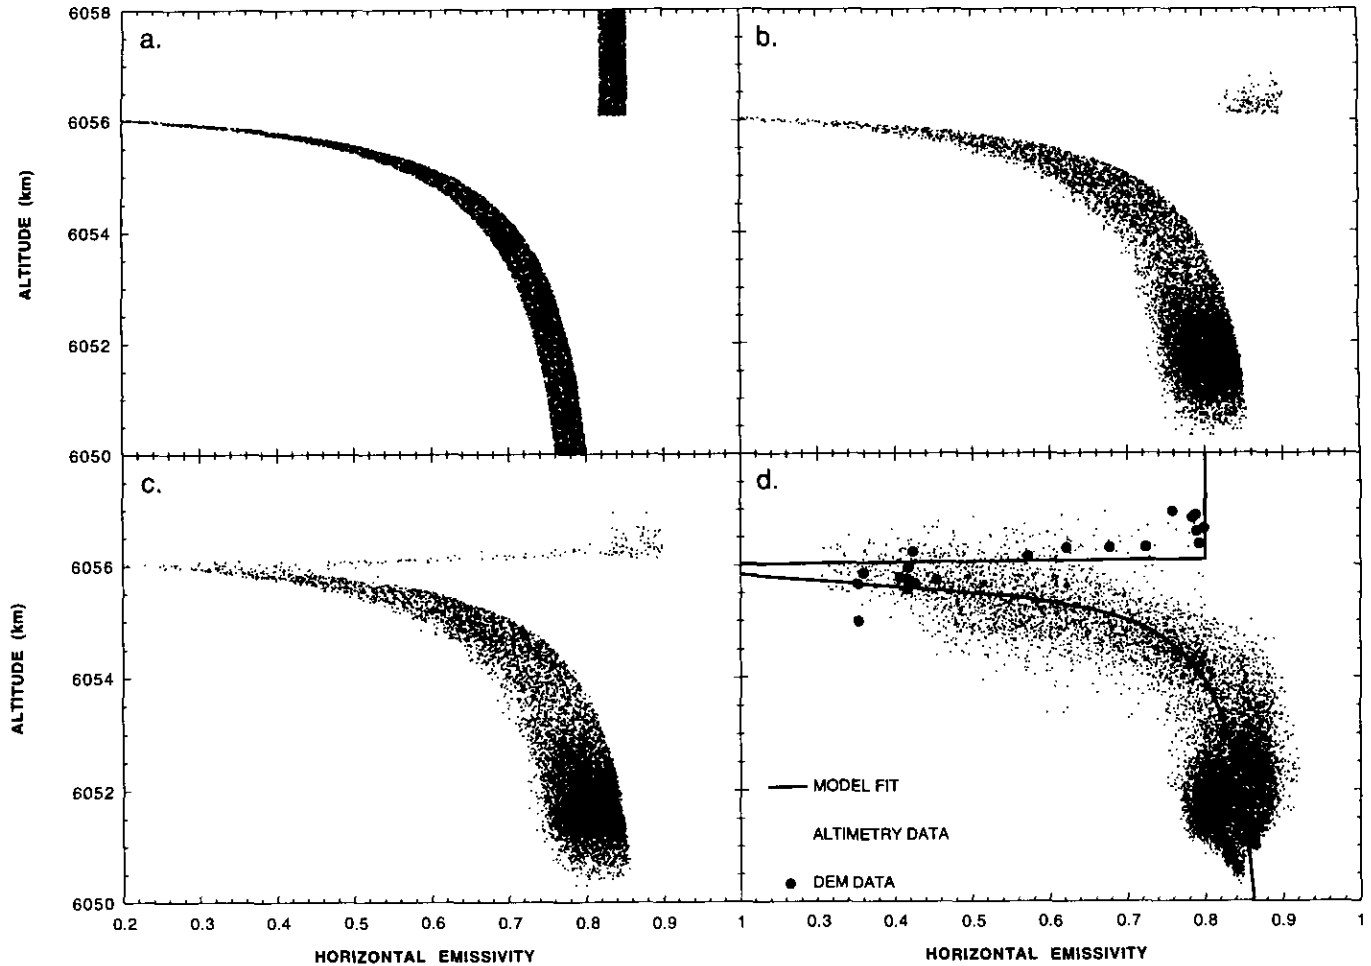 6058
a.
b.
6056
6054
6052
6050
ALTITUDE (km)
c.
d.
6056
6054
6052
6050
ALTITUDE (km)
MODEL FIT
ALTIMETRY DATA
DEM DATA
0.2 0.3 0.4 0.5 0.6 0.7 0.8 0.9 1 0.3 0.4 0.5 0.6 0.7 0.8 0.9 1
HORIZONTAL EMISSIVITY
HORIZONTAL EMISSIVITY